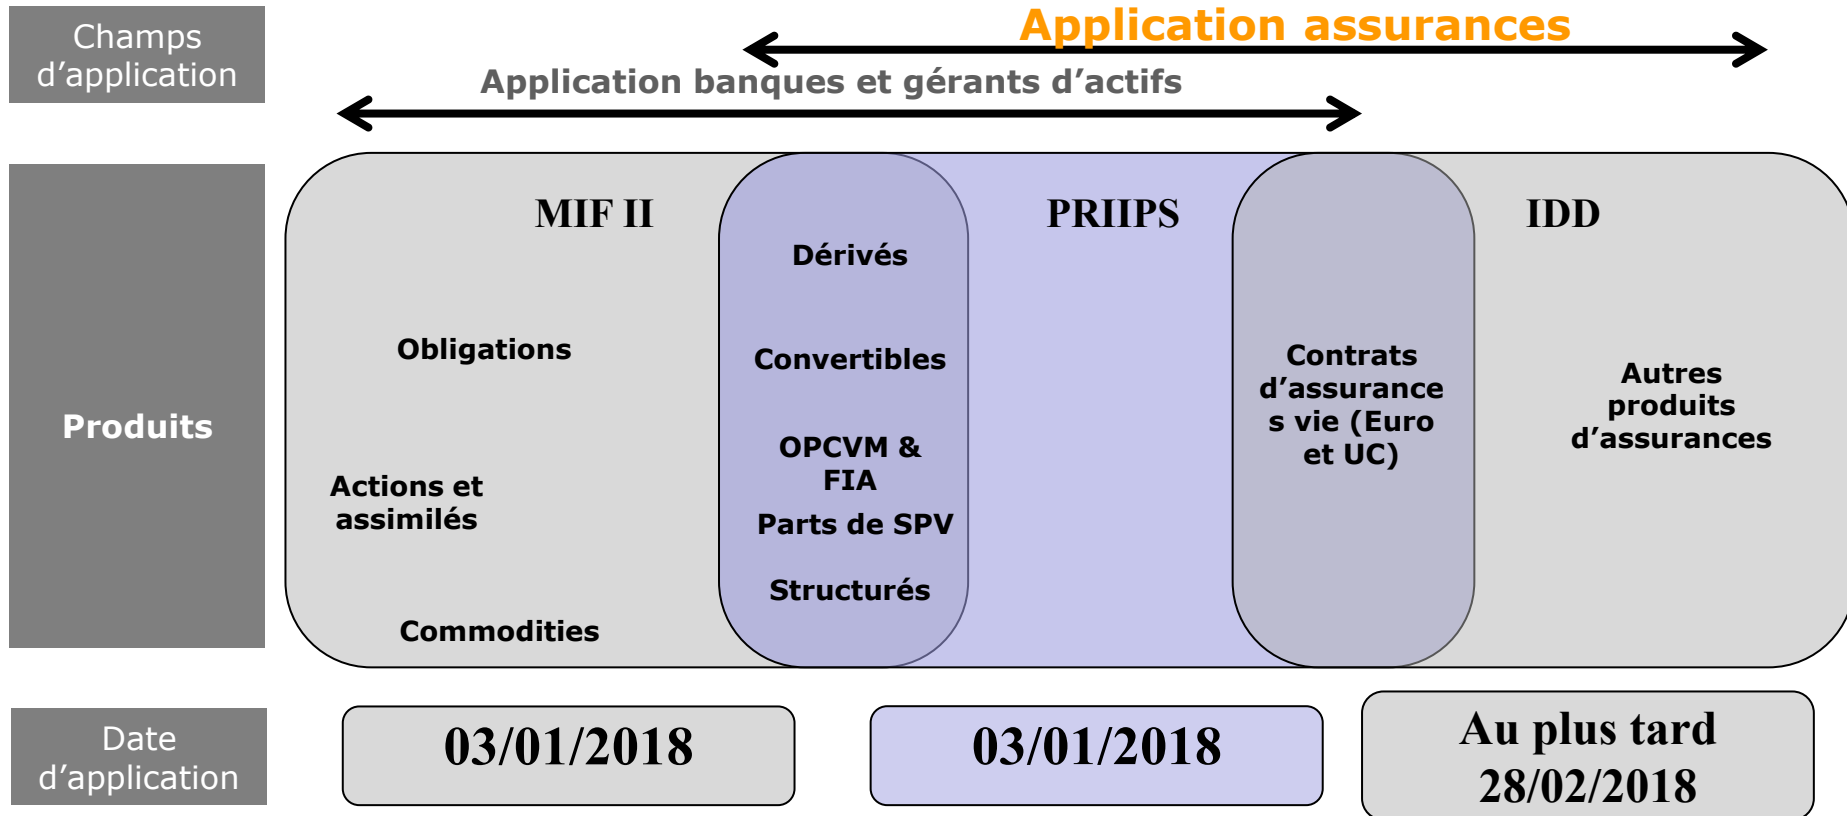 Champs
d’application
Application assurances
Application banques et gérants d’actifs
Produits
MIF II
PRIIPS
IDD
Obligations
Actions et
assimilés
Commodities
Dérivés
Convertibles
OPCVM &
FIA
Parts de SPV
Structurés
Contrats
d’assurance
s vie (Euro
et UC)
Autres
produits
d’assurances
Date
d’application
03/01/2018
03/01/2018
Au plus tard
28/02/2018